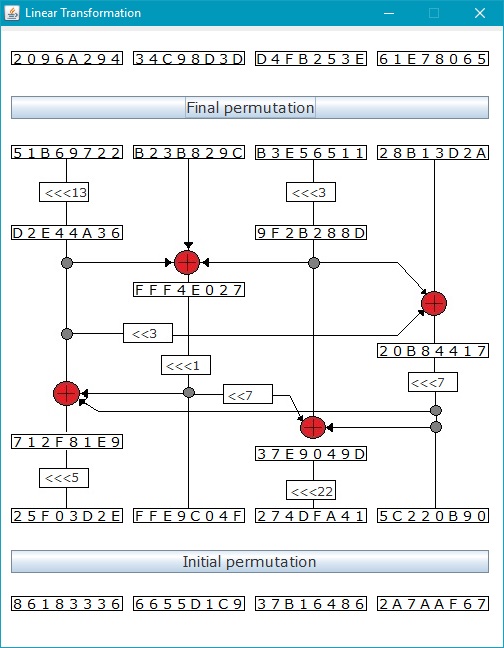 Linear Transformation
2096A294 34C98D3D D4FB253E 61E78065
Final permutation
51B69722 B23B829C B3E56511 28B13D2A
<<<13 <<<3
D2E44A36 9F2B288D
FFF4E027
<<3
20B84417
<<<1
<<<7
<<7
712F81E9
37E9049D
<<<5
<<<22
25F03D2E FFE9C04F 274DFA41 5C220B90
Initial permutation
86183336 6655D1C9 37B16486 2A7AAF67